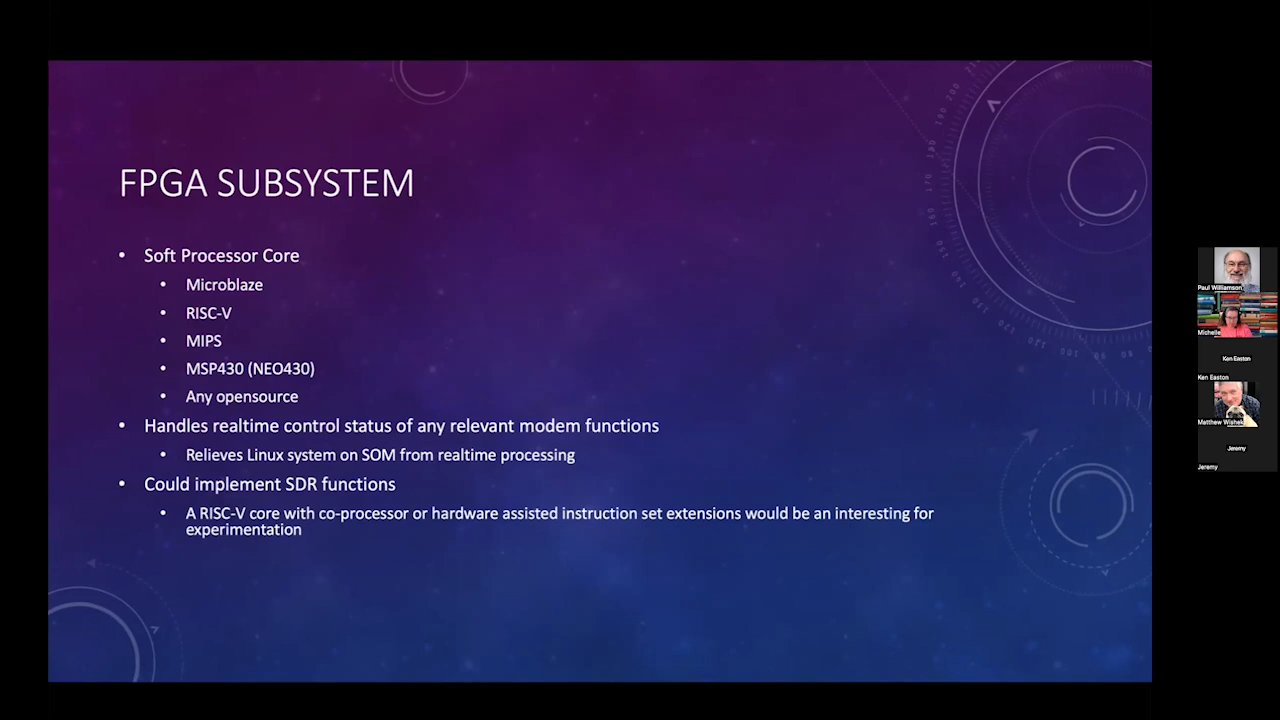 FPGA SUBSYSTEM
• Soft Processor Core
• Microblaze
• RISC-V
• MIPS
• MSP430 (NEO430)
• Any opensource
• Handles realtime control status of any relevant modem functions
• Relieves Linux system on SOM from realtime processing
• Could implement SDR functions
• A RISC-V core with co-processor or hardware assisted instruction set extensions would be an interesting for
experimentation
Paul Williamson
Michelle
Ken Easton
Ken Easton
Matthew Wishek
Jeremy
Jeremy